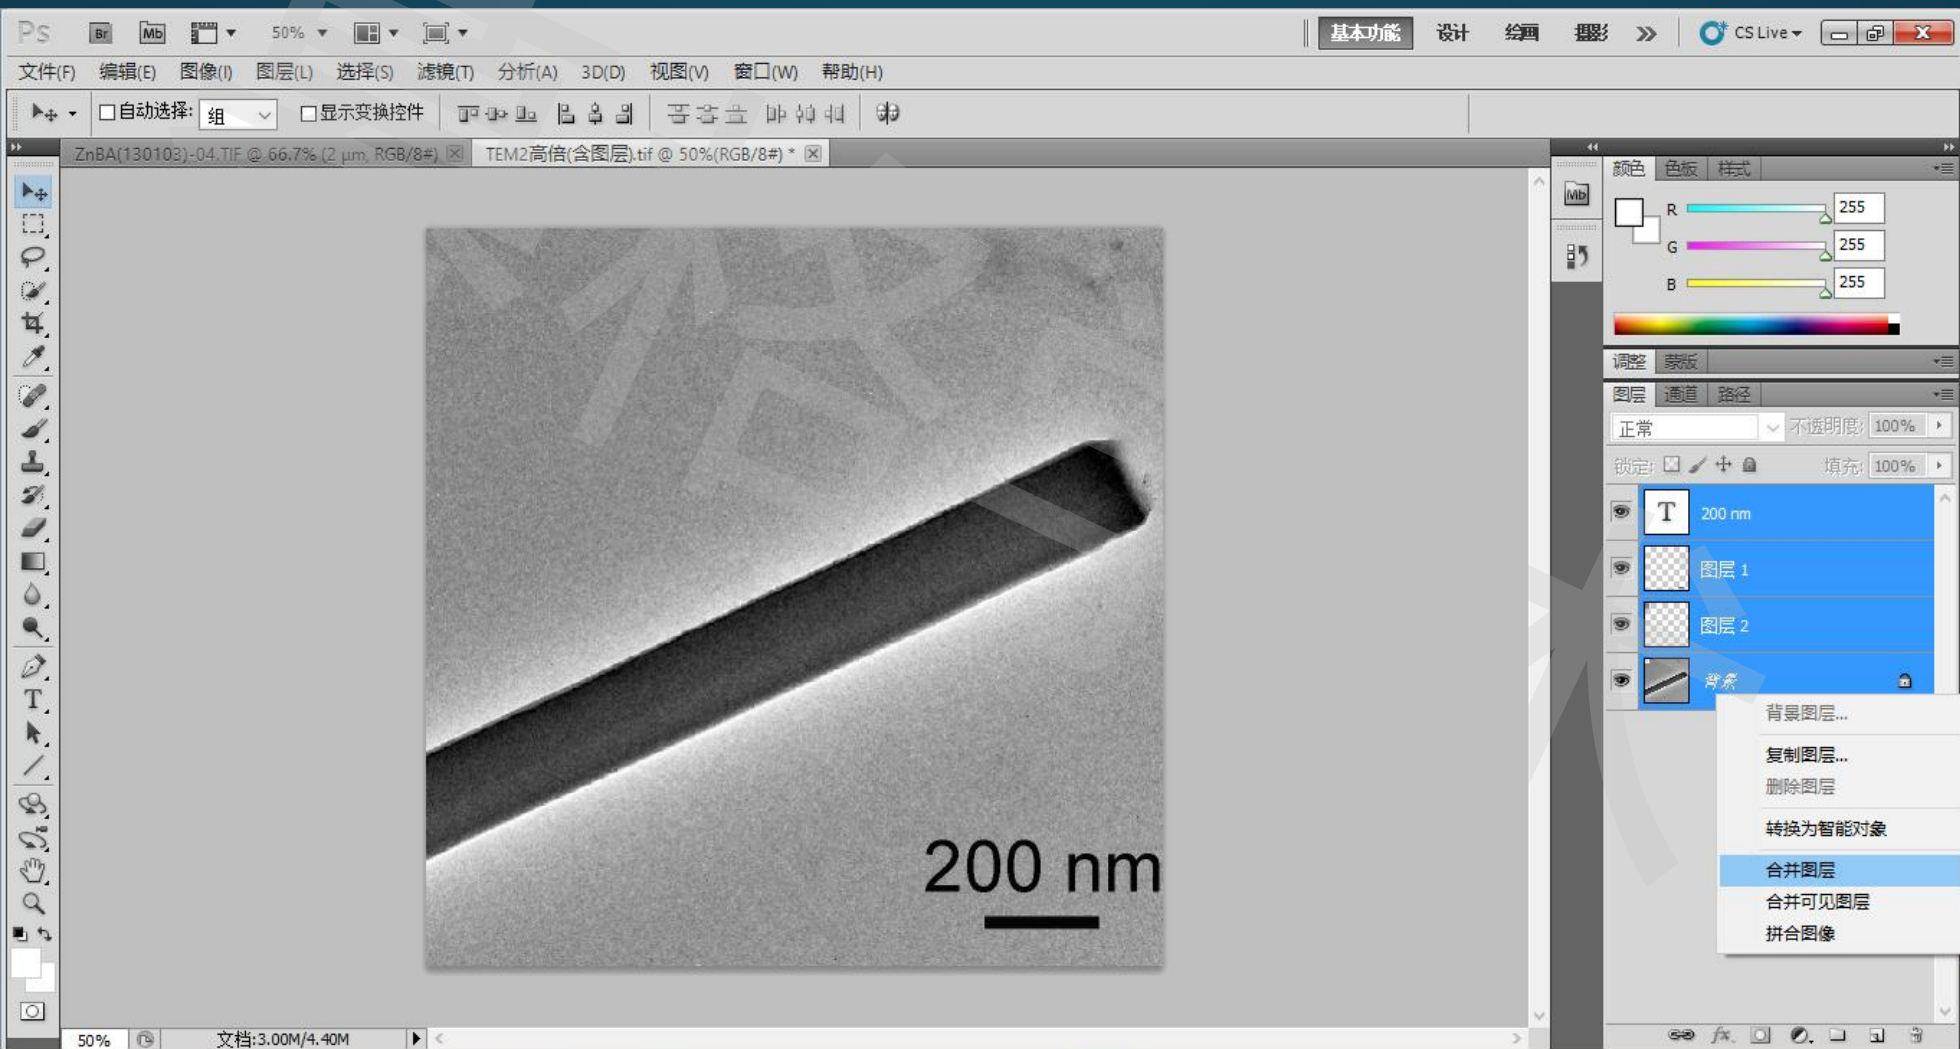 Ps Br Mb 50% 基本功能 设计 绘画 摄影 CS Live
文件(F) 编辑(E) 图像(I) 图层(L) 选择(S) 滤镜(T) 分析(A) 3D(D) 视图(V) 窗口(W) 帮助(H)
自动选择: 组 显示变换控件
ZnBA(130103)-04.TIF @ 66.7% (2 μm, RGB/8#) TEM2高倍(含图层).tif @ 50%(RGB/8#) *
颜色 色板 样式
Mb
R 255
G 255
B 255
调整 蒙版
图层 通道 路径
正常 不透明度: 100%
锁定: 填充: 100%
T 200 nm
图层 1
图层 2
背景
背景图层...
复制图层...
删除图层
转换为智能对象
合并图层
合并可见图层
拼合图像
200 nm
T
50% 文档:3.00M/4.40M
fx.